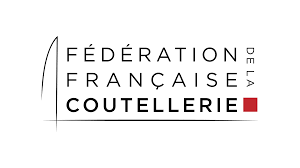 FÉDÉRATION
FRANÇAISE
DE LA
COUTELLERIE